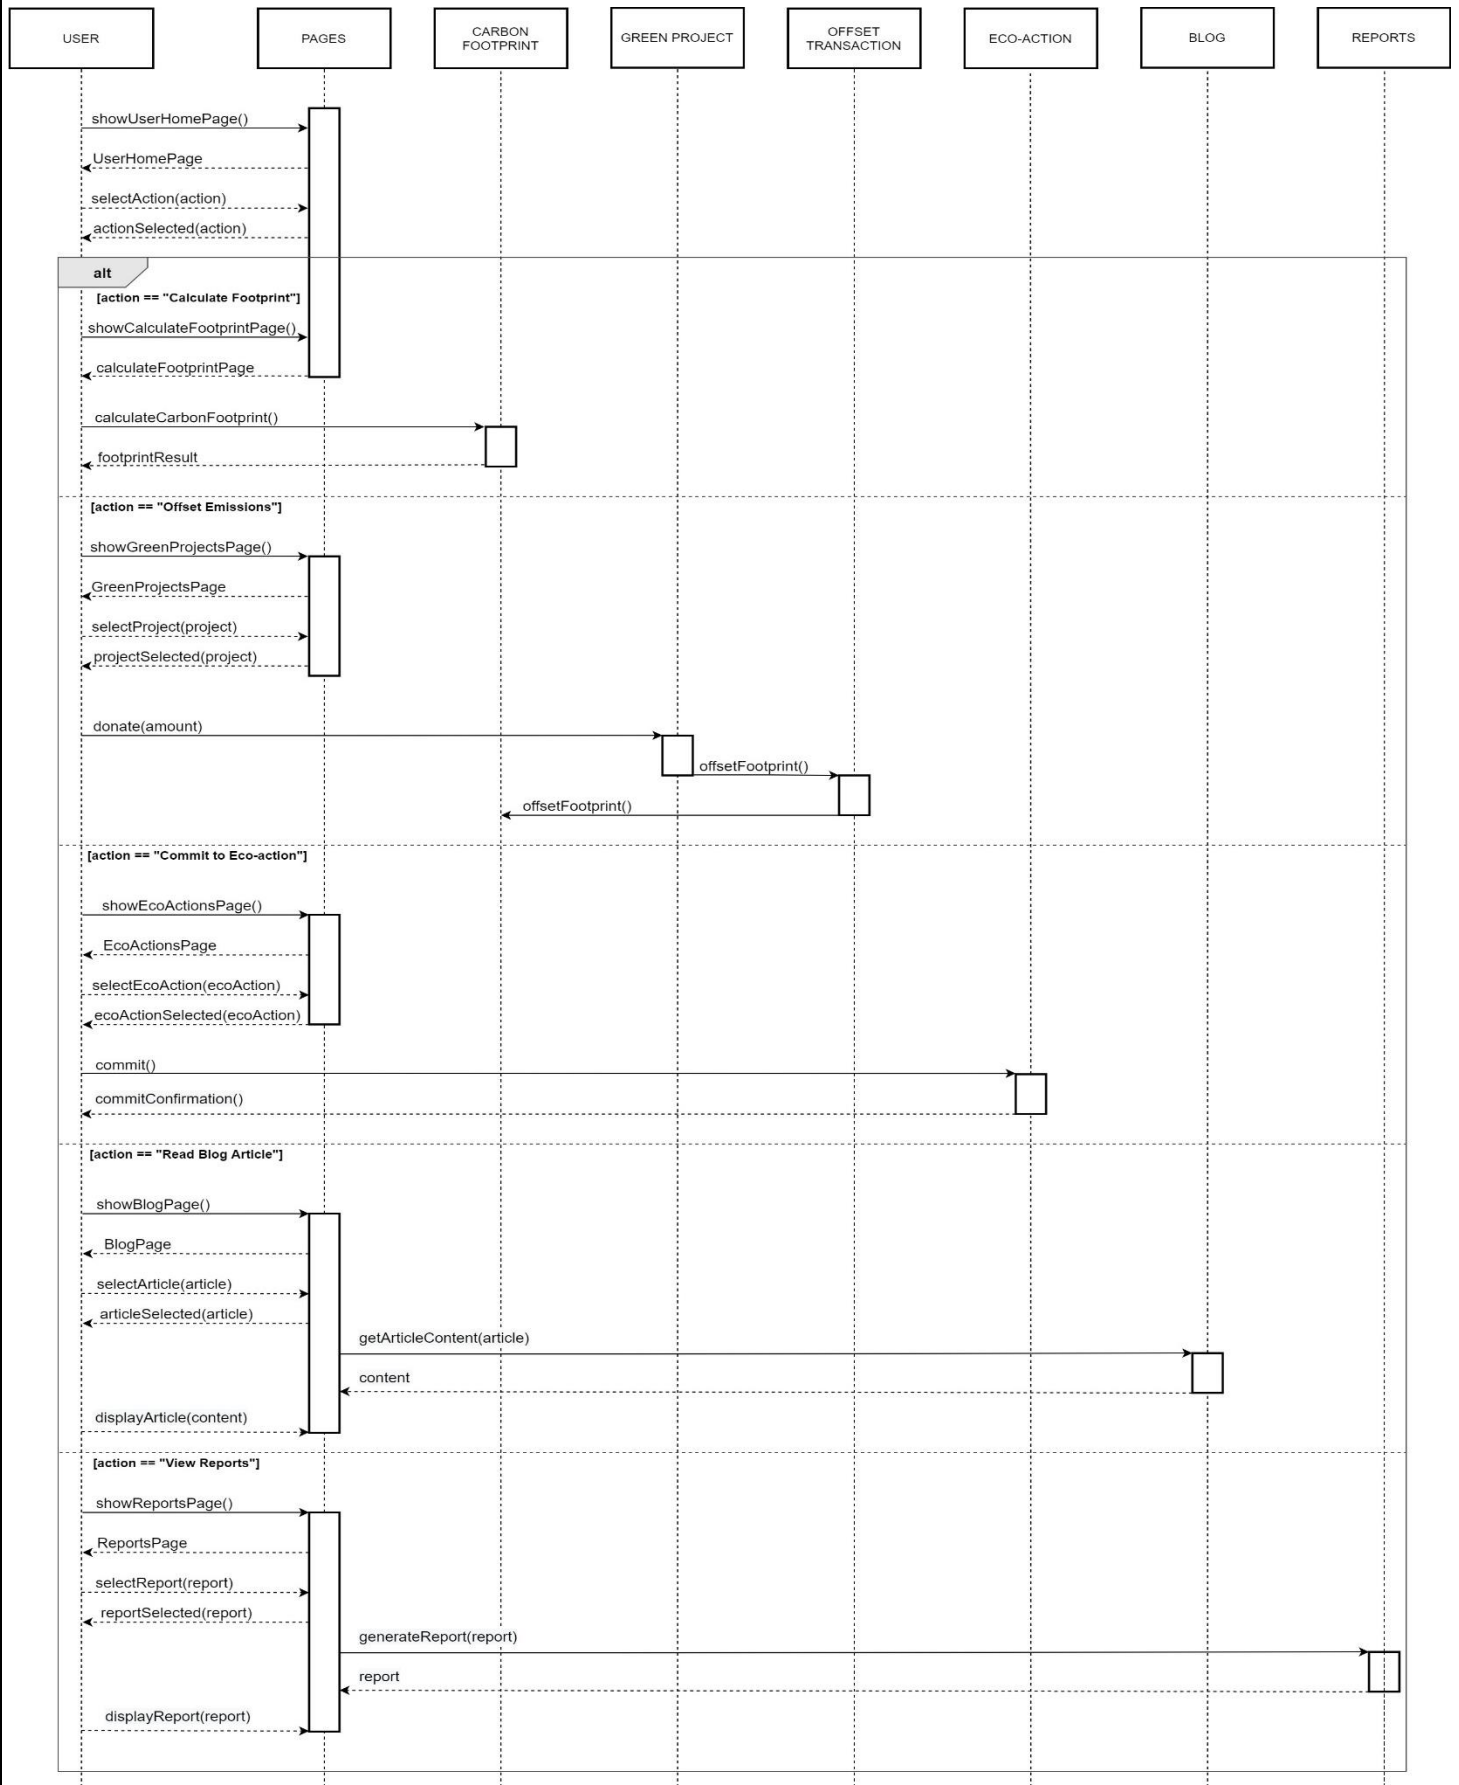 USER
PAGES
CARBON
FOOTPRINT
GREEN PROJECT
OFFSET
TRANSACTION
ECO-ACTION
BLOG
REPORTS
showUserHomePage()
UserHomePage
selectAction(action)
actionSelected(action)
alt
[action == "Calculate Footprint"]
showCalculateFootprintPage()
calculateFootprintPage
calculateCarbonFootprint()
footprintResult
[action == "Offset Emissions"]
showGreenProjectsPage()
GreenProjectsPage
selectProject(project)
projectSelected(project)
donate(amount)
offsetFootprint()
offsetFootprint()
[action == "Commit to Eco-action"]
showEcoActionsPage()
EcoActionsPage
selectEcoAction(ecoAction)
ecoActionSelected(ecoAction)
commit()
commitConfirmation()
[action == "Read Blog Article"]
showBlogPage()
BlogPage
selectArticle(article)
articleSelected(article)
getArticleContent(article)
content
displayArticle(content)
[action == "View Reports"]
showReportsPage()
ReportsPage
selectReport(report)
reportSelected(report)
generateReport(report)
report
displayReport(report)